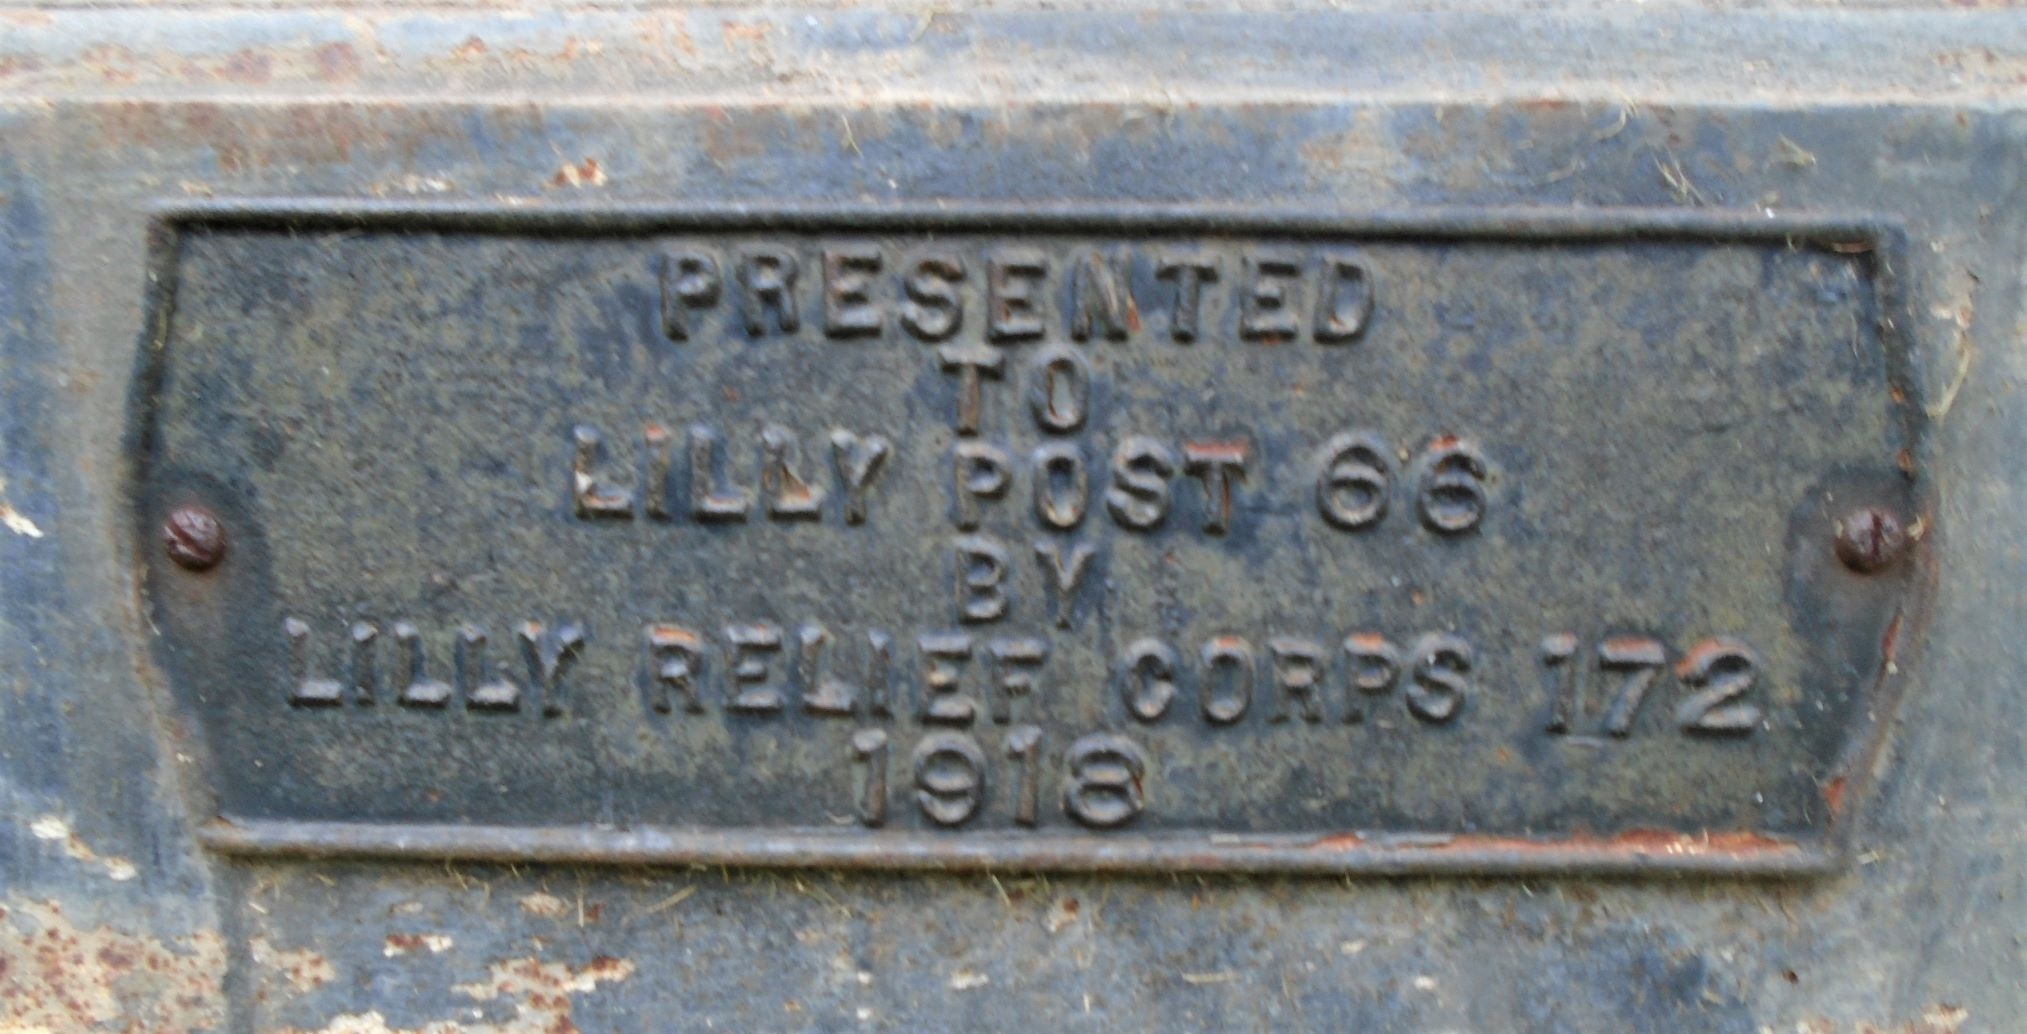 PRESENTED
TO
LILLY POST 66
BY
LILLY RELIEF CORPS 172
1918